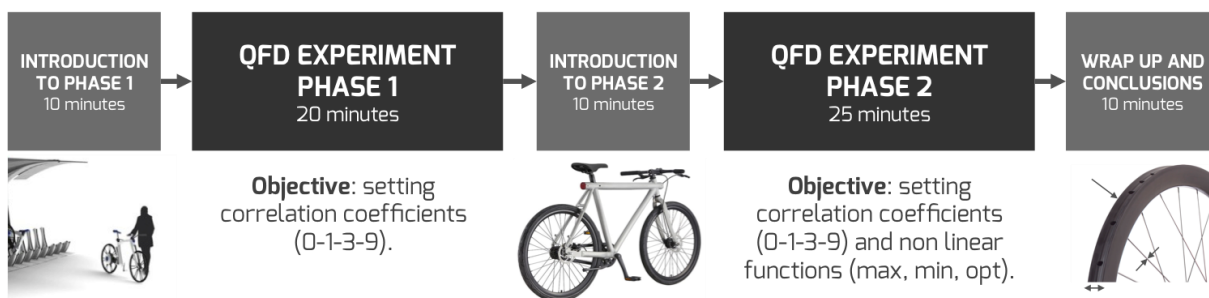 INTRODUCTION
TO PHASE 1
10 minutes
QFD EXPERIMENT
PHASE 1
20 minutes
INTRODUCTION
TO PHASE 2
10 minutes
QFD EXPERIMENT
PHASE 2
25 minutes
WRAP UP AND
CONCLUSIONS
10 minutes
Objective: setting
correlation coefficients
(0-1-3-9).
Objective: setting
correlation coefficients
(0-1-3-9) and non linear
functions (max, min, opt).